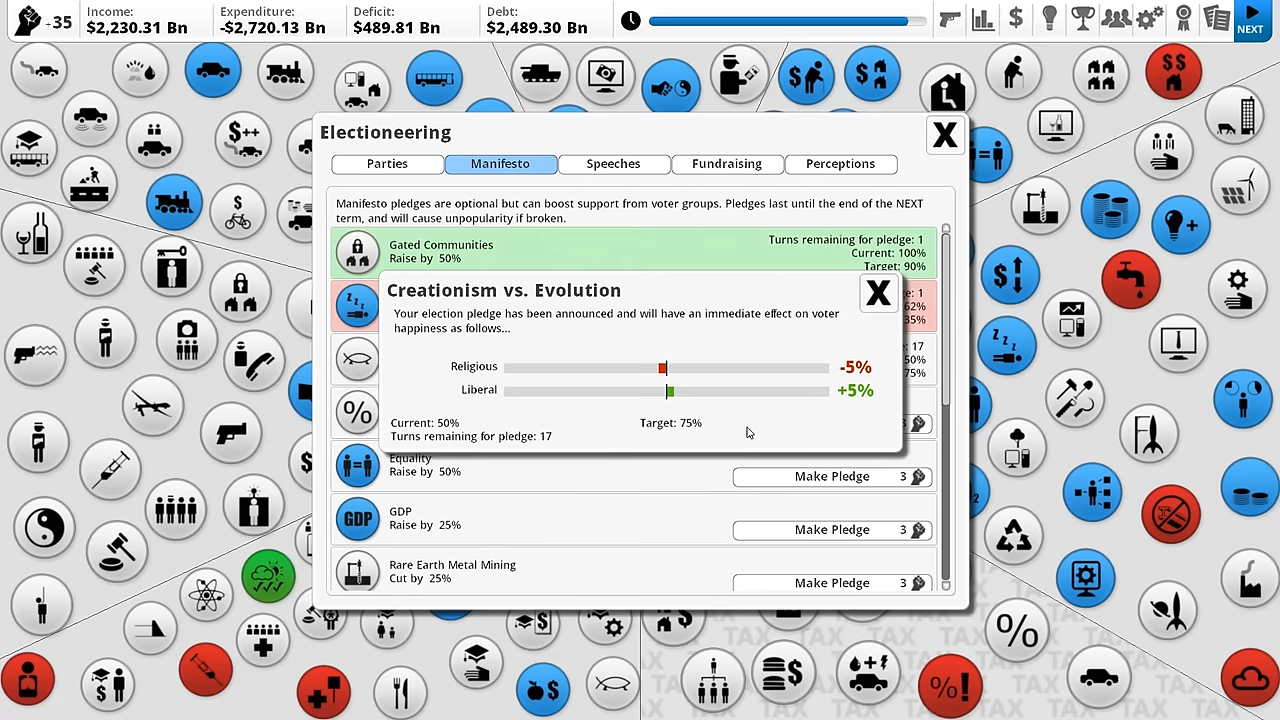 +35
Income:
$2,230.31 Bn
Expenditure:
-$2,720.13 Bn
Deficit:
$489.81 Bn
Debt:
$2,489.30 Bn
NEXT
Electioneering
X
Parties
Manifesto
Speeches
Fundraising
Perceptions
Manifesto pledges are optional but can boost support from voter groups. Pledges last until the end of the NEXT
term, and will cause unpopularity if broken.
Gated Communities
Raise by 50%
Turns remaining for pledge: 1
Current: 100%
Target: 90%
Creationism vs. Evolution
X
Your election pledge has been announced and will have an immediate effect on voter
happiness as follows...
Religious
-5%
Liberal
+5%
Current: 50%
Target: 75%
Turns remaining for pledge: 17
Equality
Raise by 50%
Make Pledge 3
GDP
GDP
Raise by 25%
Make Pledge 3
Rare Earth Metal Mining
Cut by 25%
Make Pledge 3
TAX TAX TAX